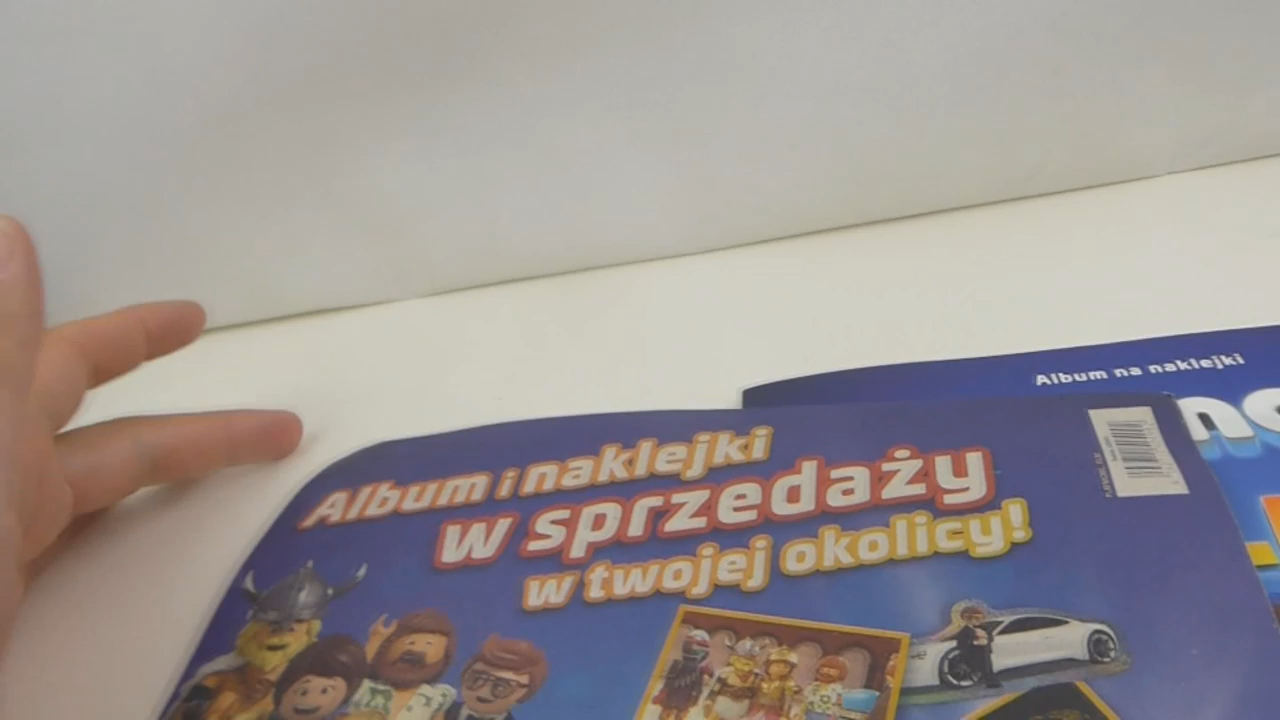 Album na naklejki
Album i naklejki
w sprzedaży
w twojej okolicy!